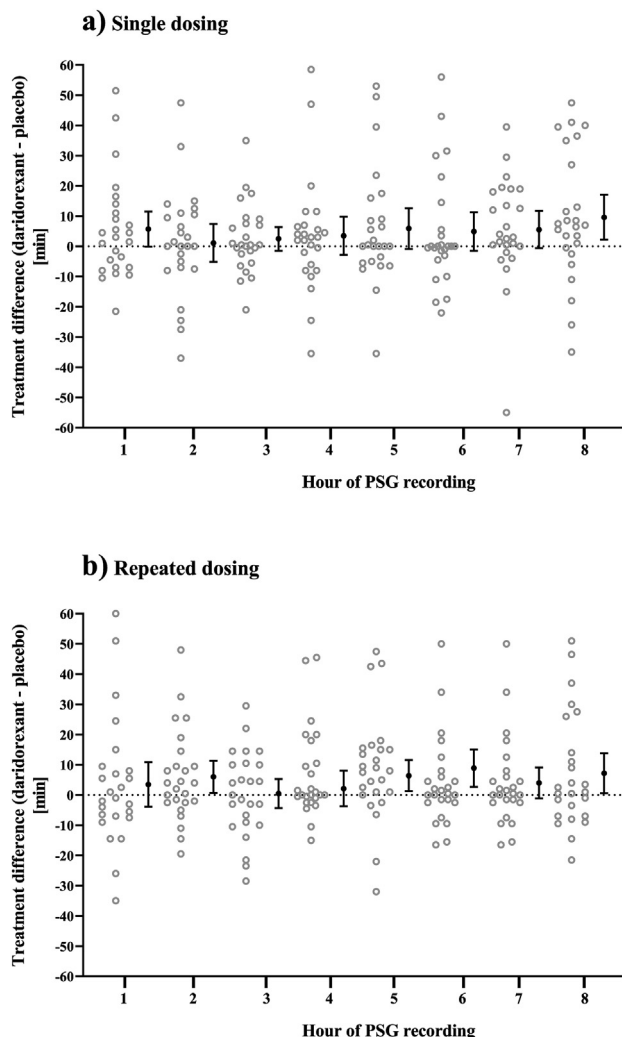 a) Single dosing
Treatment difference (daridorexant - placebo)
[min]
60
50
40
30
20
10
0
-10
-20
-30
-40
-50
-60
1 2 3 4 5 6 7 8
Hour of PSG recording
b) Repeated dosing
Treatment difference (daridorexant - placebo)
[min]
60
50
40
30
20
10
0
-10
-20
-30
-40
-50
-60
1 2 3 4 5 6 7 8
Hour of PSG recording